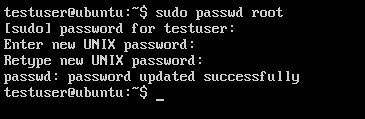 testuser@ubuntu:~$ sudo passwd root
[sudo] password for testuser:
Enter new UNIX password:
Retype new UNIX password:
passwd: password updated successfully
testuser@ubuntu:~$ _